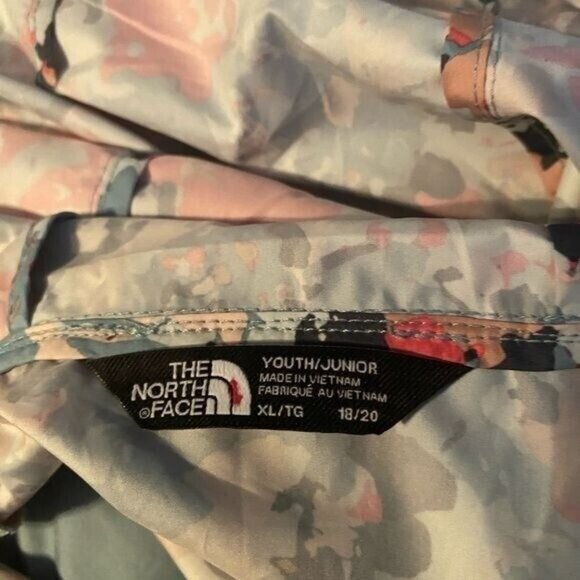 THE
NORTH
®FACE
YOUTH/JUNIOR
MADE IN VIETNAM
FABRIQUÉ AU VIETNAM
XL/TG 18/20